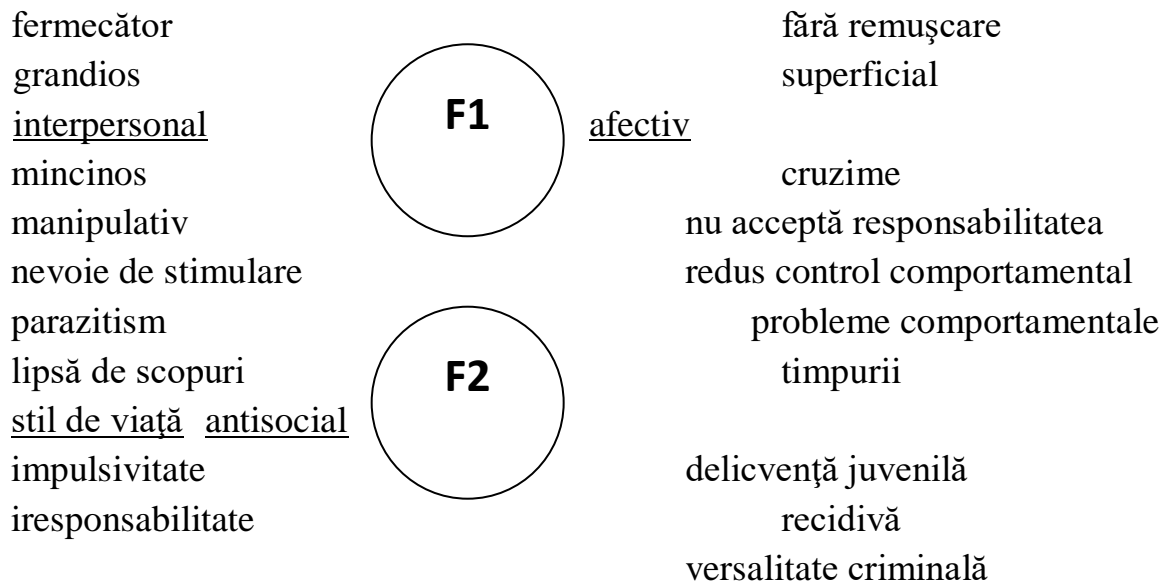 fermecător fără remuşcare
grandios superficial
F1
interpersonal afectiv
mincinos cruzime
manipulativ nu acceptă responsabilitatea
nevoie de stimulare redus control comportamental
parazitism probleme comportamentale
lipsă de scopuri F2 timpurii
stil de viaţă antisocial
impulsivitate delicvenţă juvenilă
iresponsabilitate recidivă
versalitate criminală